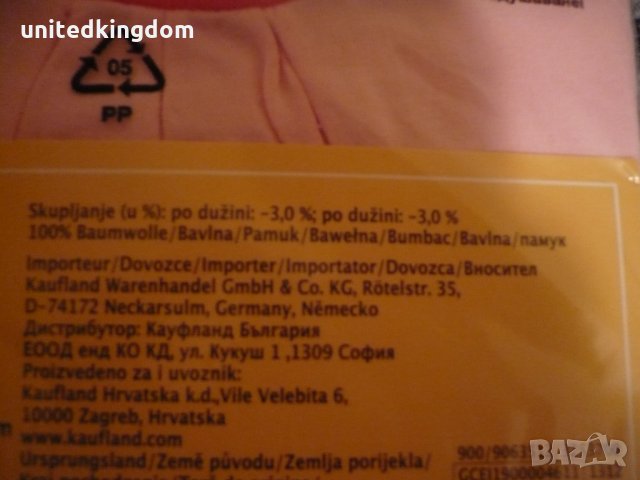 unitedkingdom
05
PP
Skupljanje (u %): po dužini: -3,0 %; po dužini: -3,0 %
100% Baumwolle/Bavlna/Pamuk/Bawełna/Bumbac/Bavlna/памук
Importeur/Dovozce/Importer/Importator/Dovozca/Вносител
Kaufland Warenhandel GmbH & Co. KG, Rötelstr. 35,
D-74172 Neckarsulm, Germany, Německo
Дистрибутор: Кауфланд България
ЕООД енд КО КД, ул. Кукуш 1 ,1309 София
Proizvedeno za i uvoznik:
Kaufland Hrvatska k.d.,Vile Velebita 6,
10000 Zagreb, Hrvatska
www.kaufland.com
Ursprungsland/Země původu/Zemlja porijekla/
BAZAR